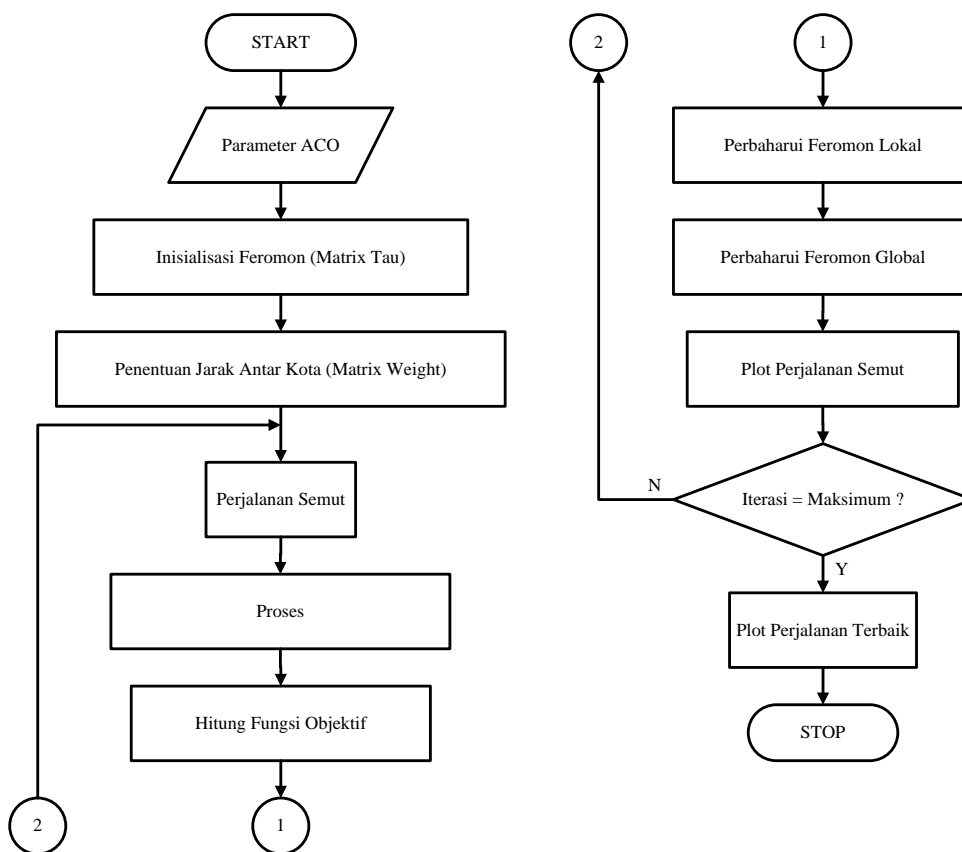 START
Parameter ACO
Inisialisasi Feromon (Matrix Tau)
Penentuan Jarak Antar Kota (Matrix Weight)
Perjalanan Semut
Proses
Hitung Fungsi Objektif
2
1
2
1
Perbaharui Feromon Lokal
Perbaharui Feromon Global
Plot Perjalanan Semut
N
Iterasi = Maksimum ?
Y
Plot Perjalanan Terbaik
STOP